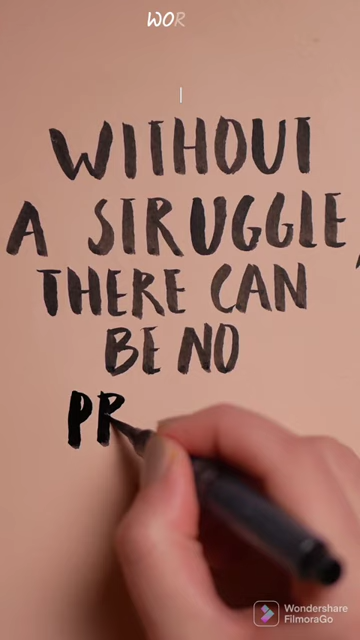 WOR
WITHOUT
A STRUGGLE,
THERE CAN
BE NO
PR
Wondershare
FilmoraGo